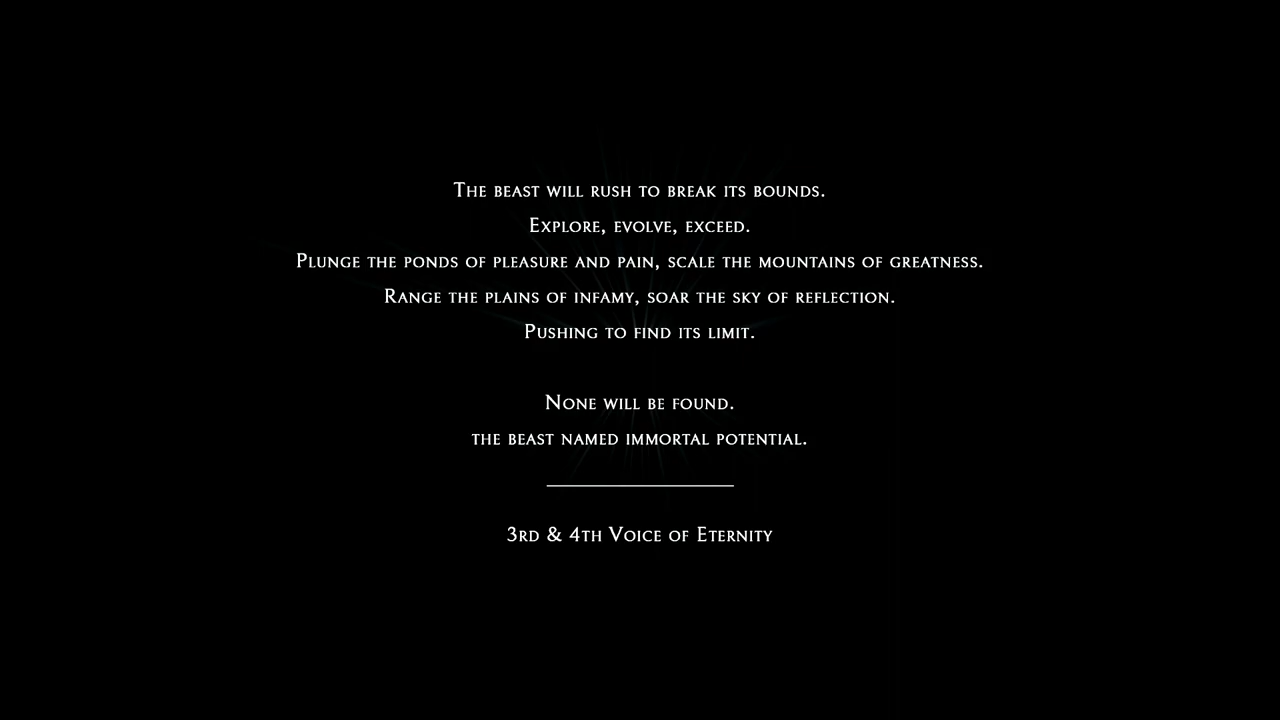 The beast will rush to break its bounds.
Explore, evolve, exceed.
Plunge the ponds of pleasure and pain, scale the mountains of greatness.
Range the plains of infamy, soar the sky of reflection.
Pushing to find its limit.
None will be found.
the beast named immortal potential.
3rd & 4th Voice of Eternity